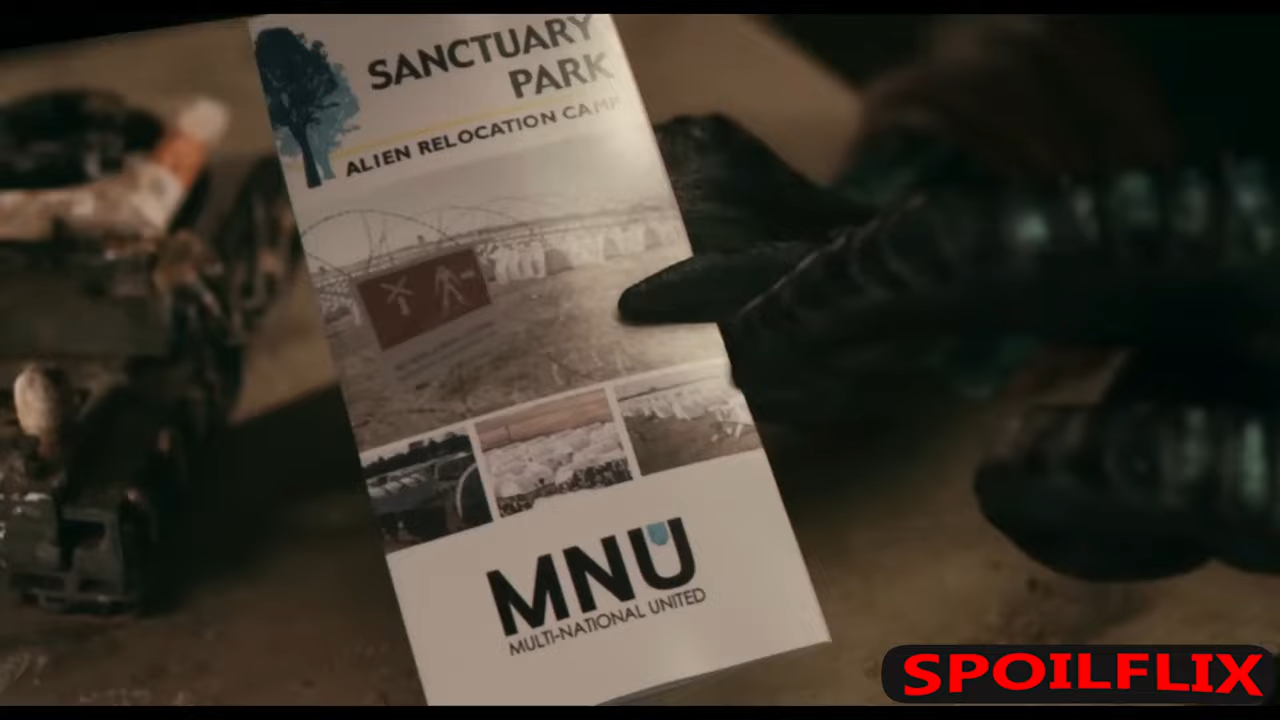 SANCTUARY
PARK
ALIEN RELOCATION CAMP
MNU
MULTI-NATIONAL UNITED
SPOILFLIX